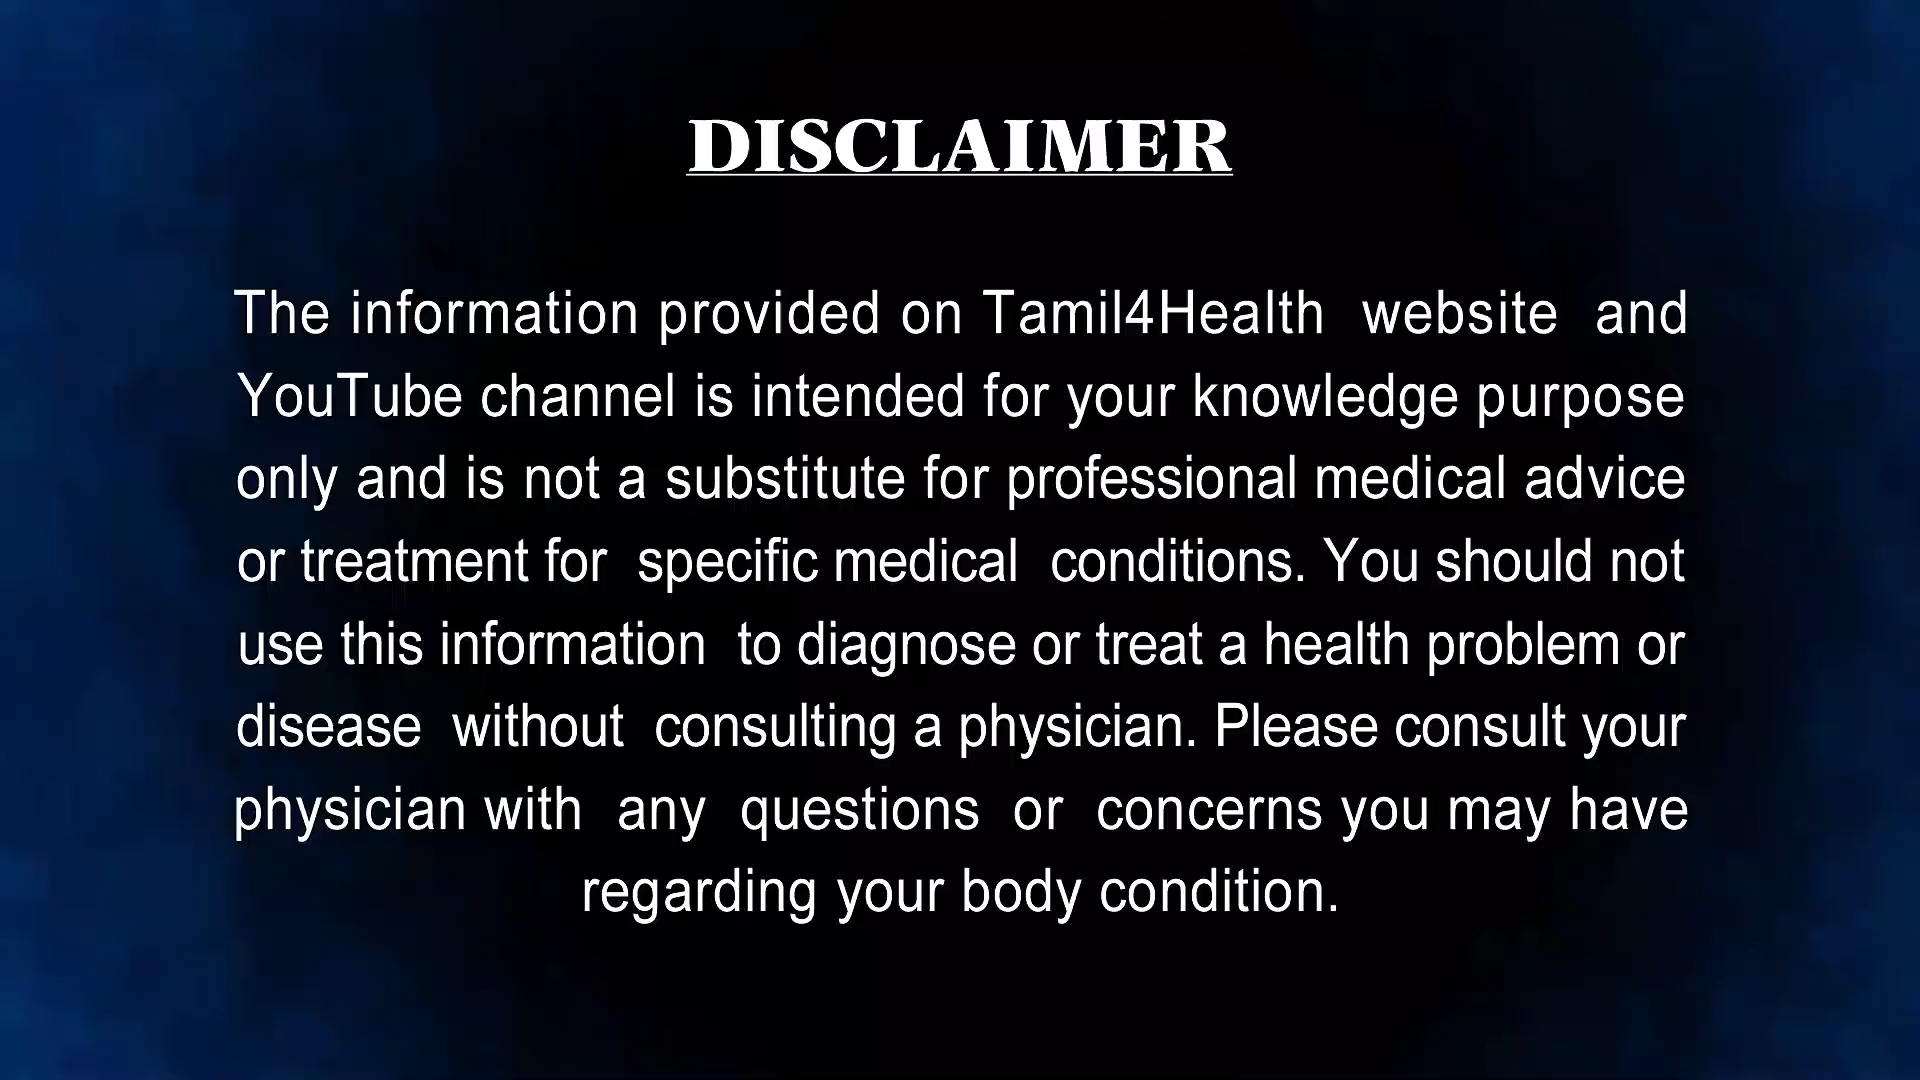 DISCLAIMER
The information provided on Tamil4Health website and
YouTube channel is intended for your knowledge purpose
only and is not a substitute for professional medical advice
or treatment for specific medical conditions. You should not
use this information to diagnose or treat a health problem or
disease without consulting a physician. Please consult your
physician with any questions or concerns you may have
regarding your body condition.